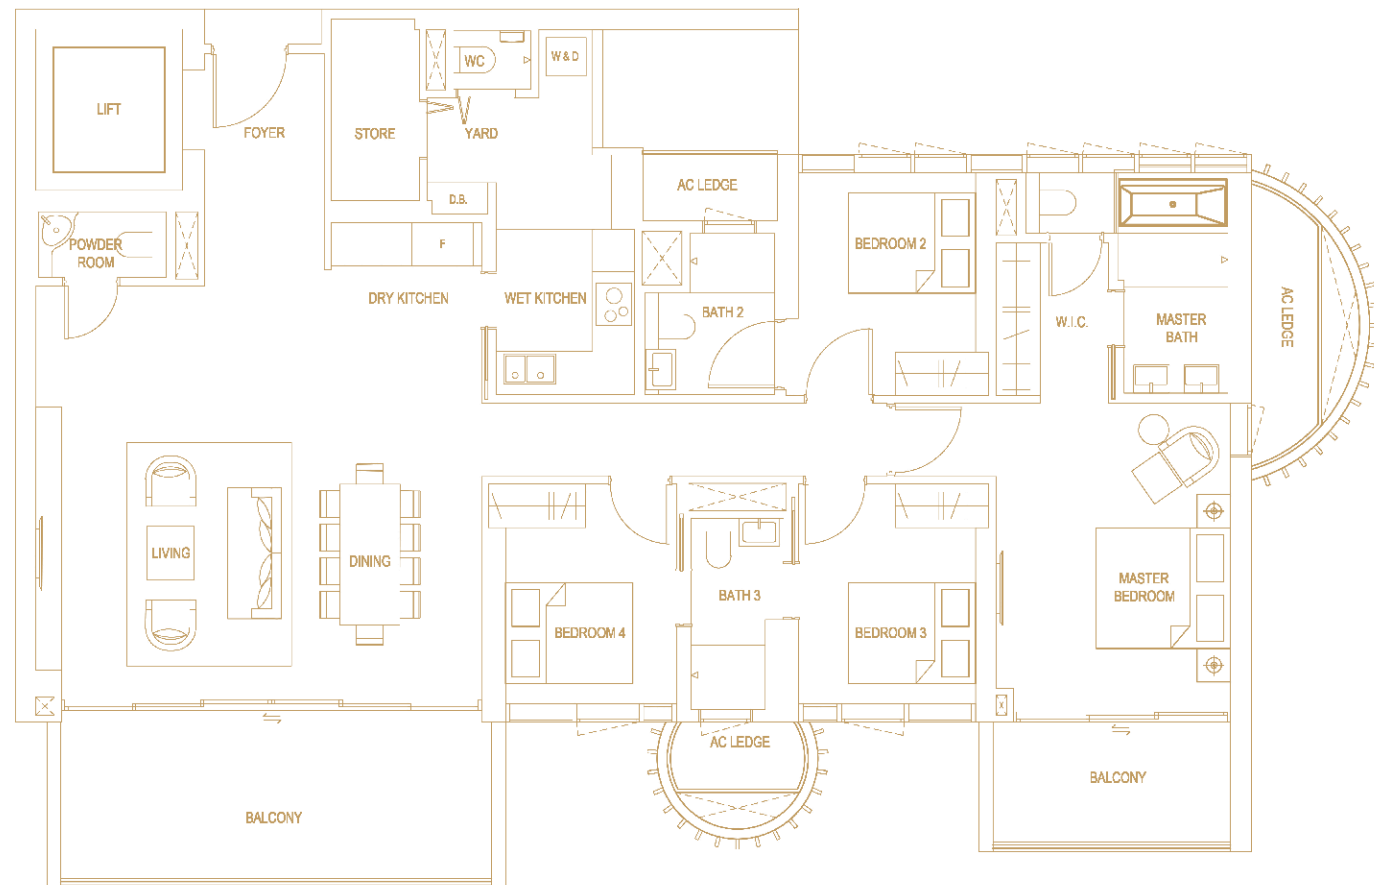 WC
W & D
LIFT
FOYER
STORE
YARD
AC LEDGE
D.B.
POWDER
ROOM
F
BEDROOM 2
DRY KITCHEN
WET KITCHEN
BATH 2
W.I.C.
MASTER
BATH
AC LEDGE
LIVING
DINING
MASTER
BEDROOM
BATH 3
BEDROOM 4
BEDROOM 3
AC LEDGE
BALCONY
BALCONY